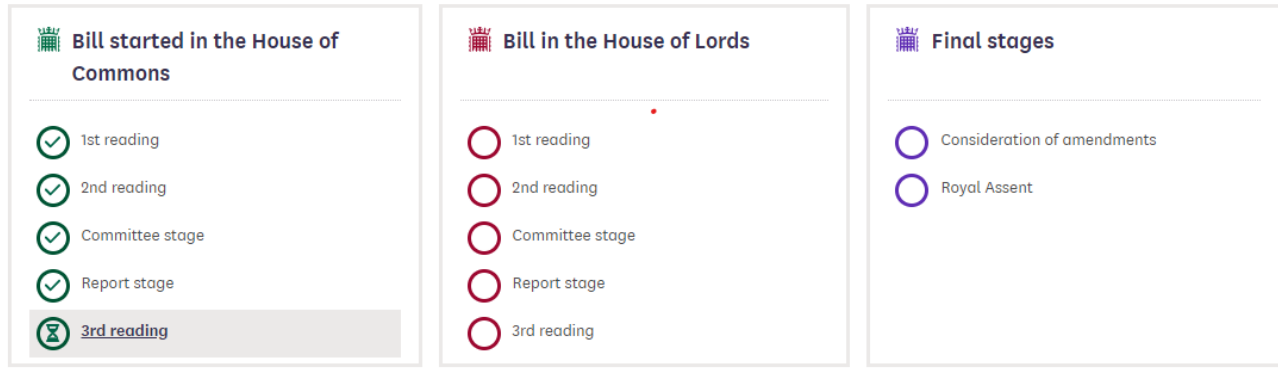 Bill started in the House of
Commons
1st reading
2nd reading
Committee stage
Report stage
3rd reading
Bill in the House of Lords
1st reading
2nd reading
Committee stage
Report stage
3rd reading
Final stages
Consideration of amendments
Royal Assent